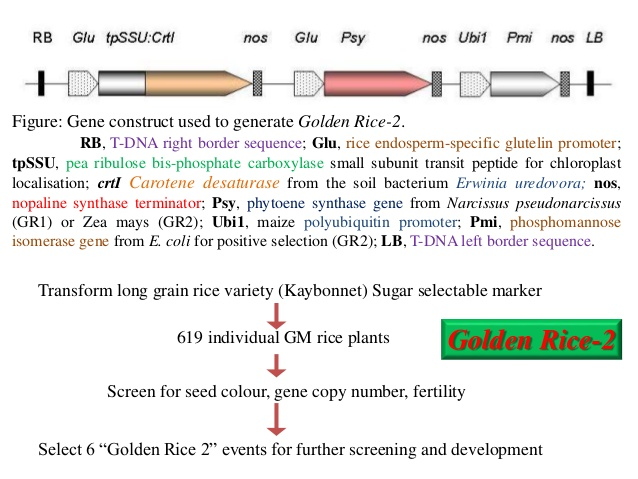 RB Glu tpSSU:CrtI nos Glu Psy nos Ubi1 Pmi nos LB
Figure: Gene construct used to generate Golden Rice-2.
RB, T-DNA right border sequence; Glu, rice endosperm-specific glutelin promoter;
tpSSU, pea ribulose bis-phosphate carboxylase small subunit transit peptide for chloroplast
localisation; crtI Carotene desaturase from the soil bacterium Erwinia uredovora; nos,
nopaline synthase terminator; Psy, phytoene synthase gene from Narcissus pseudonarcissus
(GR1) or Zea mays (GR2); Ubi1, maize polyubiquitin promoter; Pmi, phosphomannose
isomerase gene from E. coli for positive selection (GR2); LB, T-DNA left border sequence.
Transform long grain rice variety (Kaybonnet) Sugar selectable marker
619 individual GM rice plants
Golden Rice-2
Screen for seed colour, gene copy number, fertility
Select 6 “Golden Rice 2” events for further screening and development